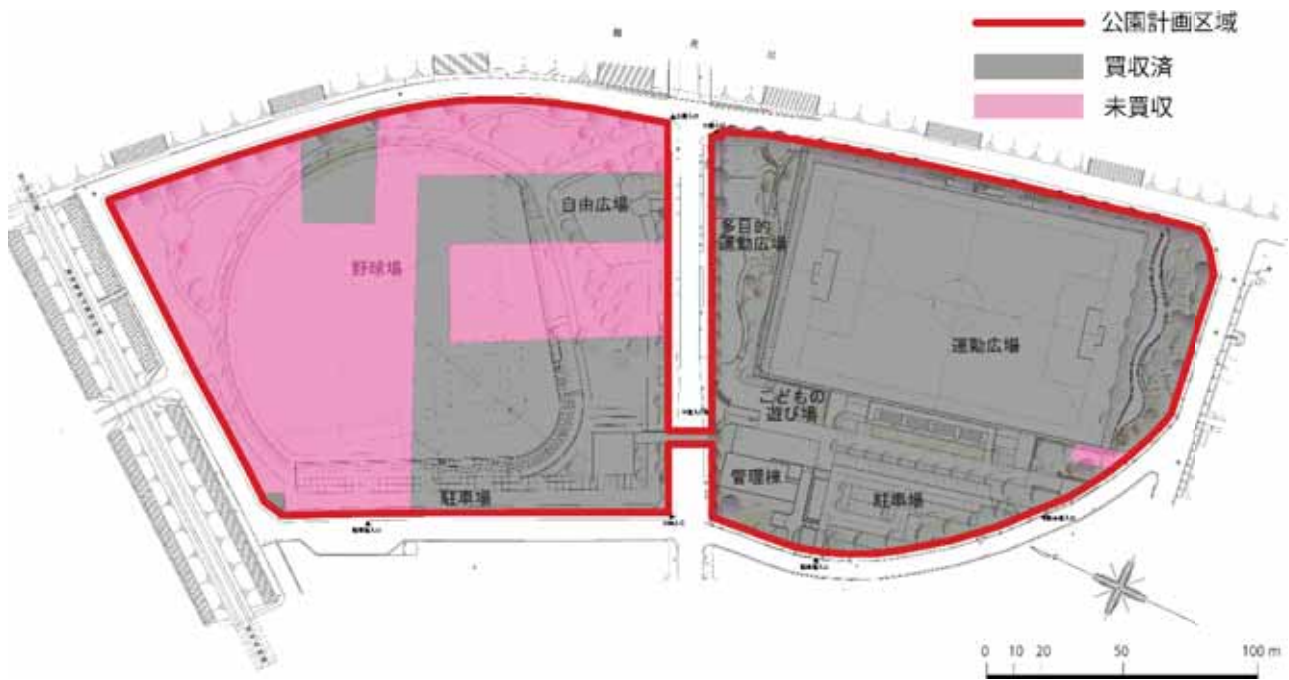 公園計画区域
買収済
未買収
自由広場
野球場
多目的
運動広場
運動広場
こどもの
遊び場
管理棟
駐車場
駐車場
0 10 20 50 100 m